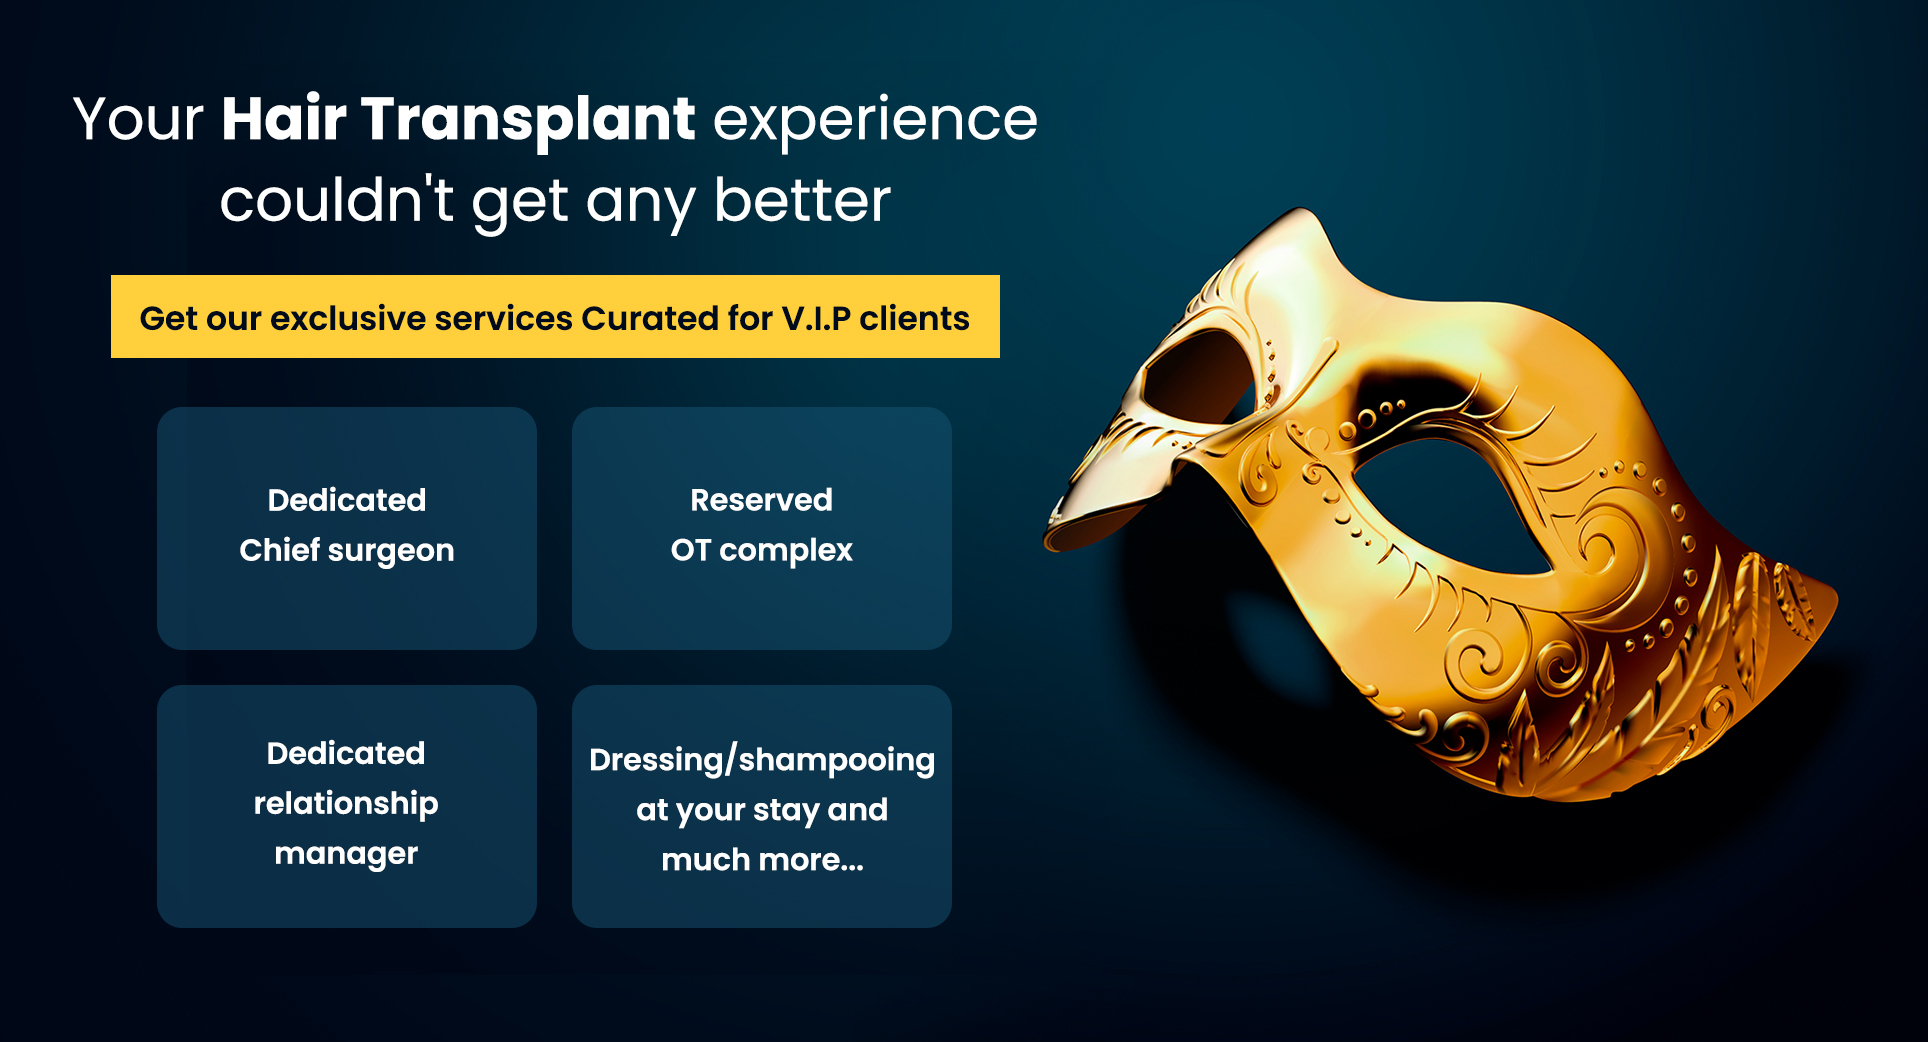 Your Hair Transplant experience
couldn't get any better
Get our exclusive services Curated for V.I.P clients
Dedicated
Chief surgeon
Reserved
OT complex
Dedicated
relationship
manager
Dressing/shampooing
at your stay and
much more...